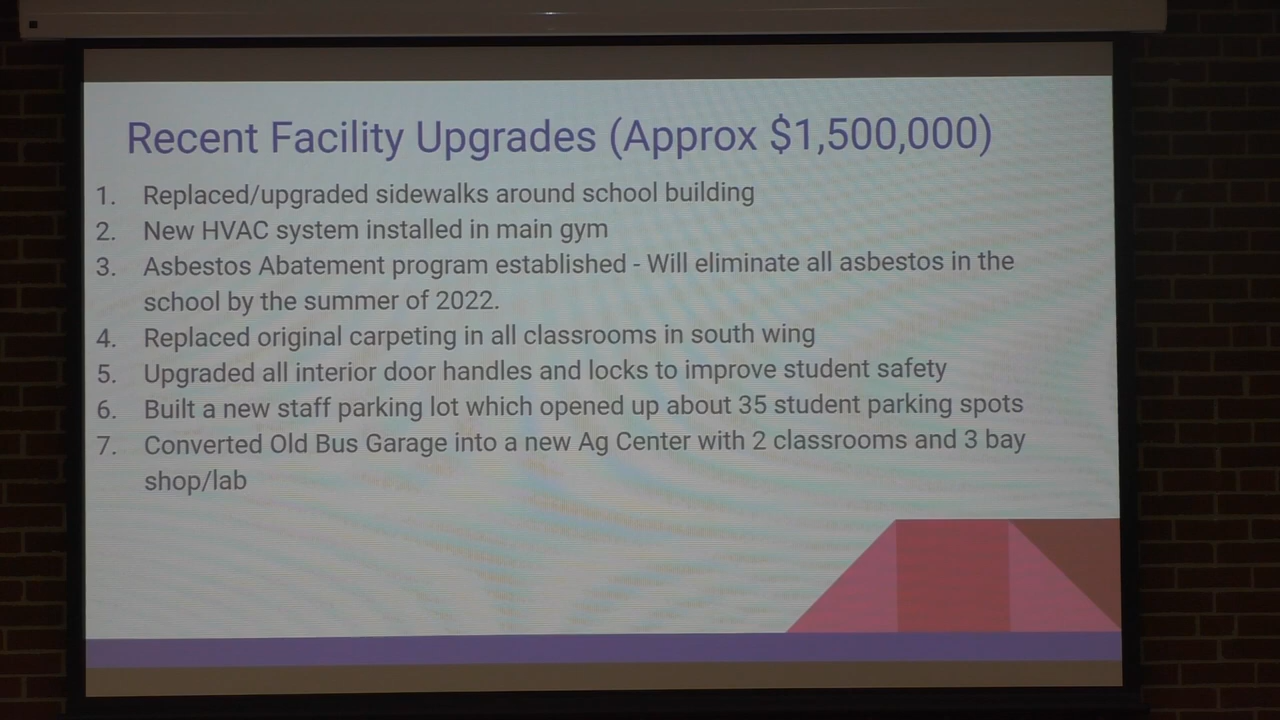 Recent Facility Upgrades (Approx $1,500,000)
1. Replaced/upgraded sidewalks around school building
2. New HVAC system installed in main gym
3. Asbestos Abatement program established - Will eliminate all asbestos in the
school by the summer of 2022.
4. Replaced original carpeting in all classrooms in south wing
5. Upgraded all interior door handles and locks to improve student safety
6. Built a new staff parking lot which opened up about 35 student parking spots
7. Converted Old Bus Garage into a new Ag Center with 2 classrooms and 3 bay
shop/lab